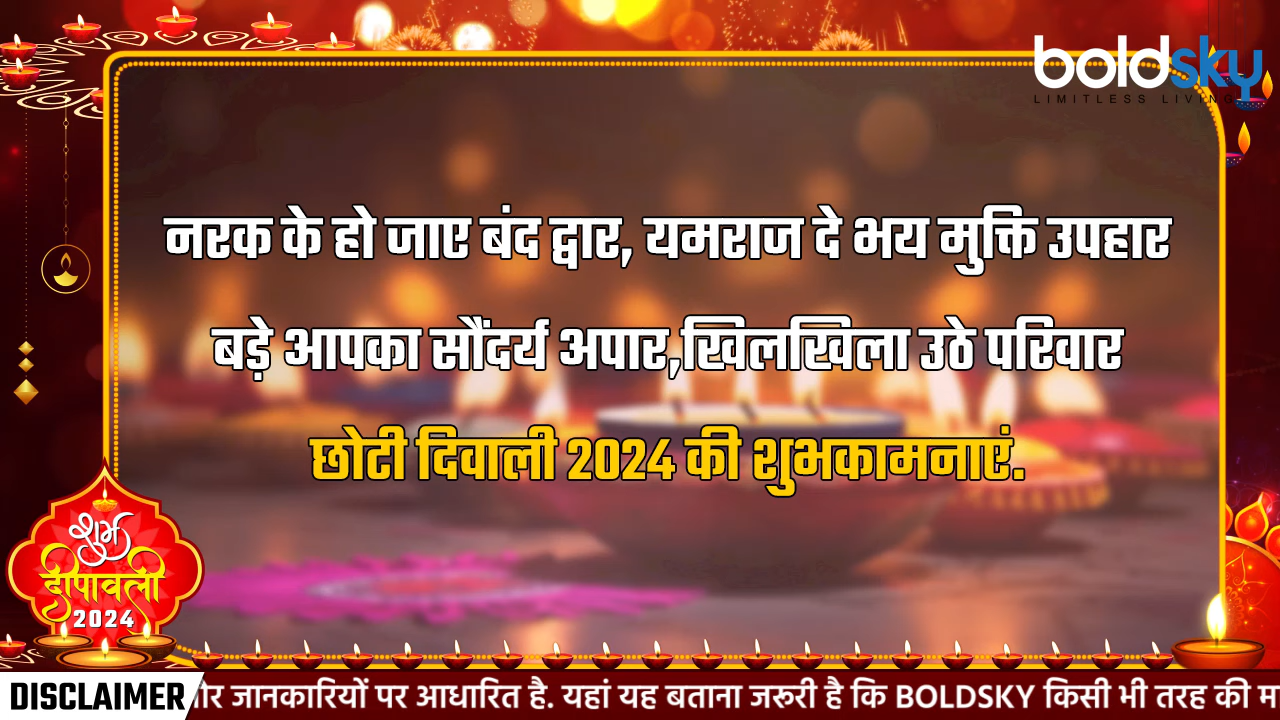 boldsky
LIMITLESS LIVING
नरक के हो जाए बंद द्वार, यमराज दे भय मुक्ति उपहार
बड़े आपका सौंदर्य अपार,खिलखिला उठे परिवार
छोटी दिवाली 2024 की शुभकामनाएं.
शुभ
दीपावली
2024
DISCLAIMER
जानकारियों पर आधारित है. यहां यह बताना जरूरी है कि BOLDSKY किसी भी तरह की